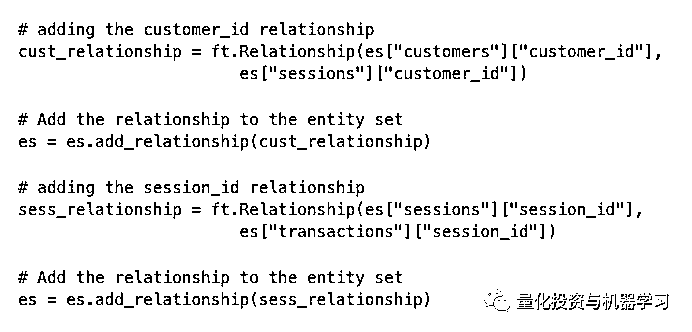 # adding the customer_id relationship
cust_relationship = ft.Relationship(es["customers"]["customer_id"],
                    es["sessions"]["customer_id"])
# Add the relationship to the entity set
es = es.add_relationship(cust_relationship)
# adding the session_id relationship
sess_relationship = ft.Relationship(es["sessions"]["session_id"],
                    es["transactions"]["session_id"])
# Add the relationship to the entity set
es = es.add_relationship(sess_relationship)
量化投资与机器学习